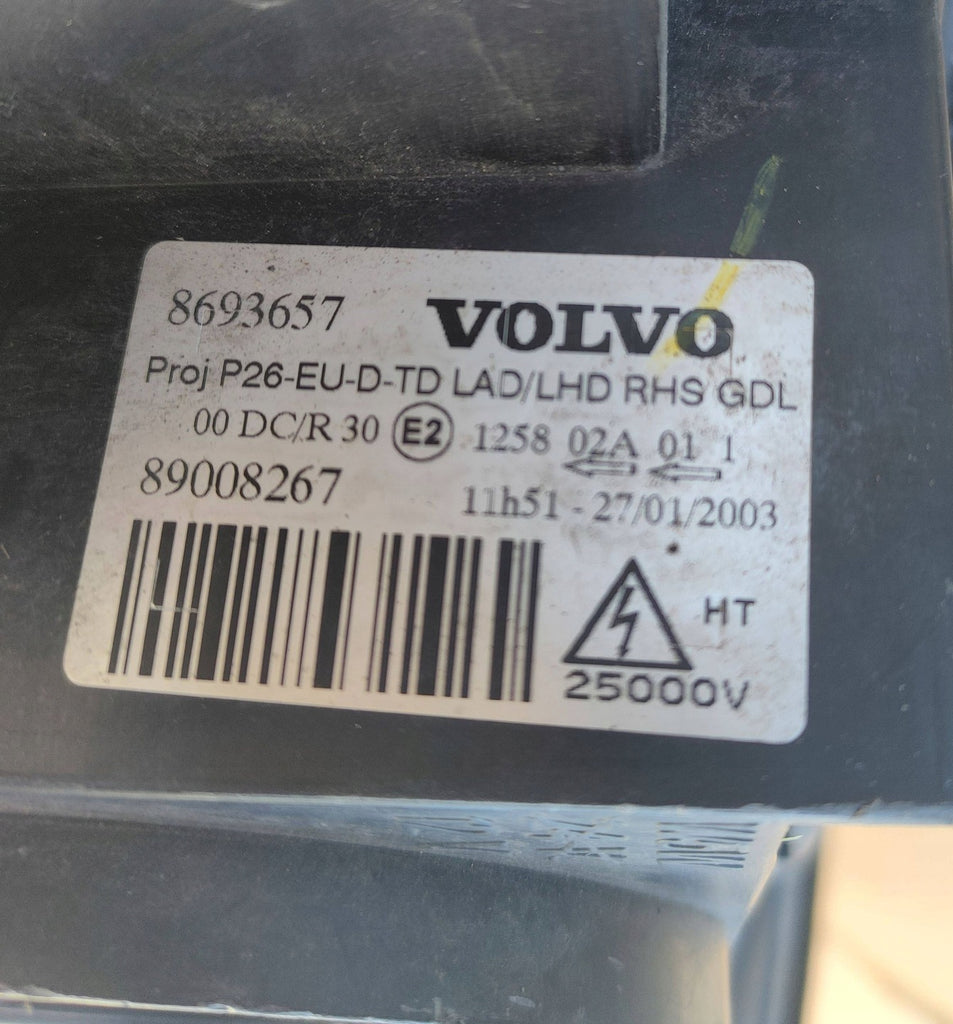 8693657 VOLVO
Proj P26-EU-D-TD LAD/LHD RHS GDL
00 DC/R 30 E2 1258 02A 01 1
89008267 11h51 - 27/01/2003
HT
25000V